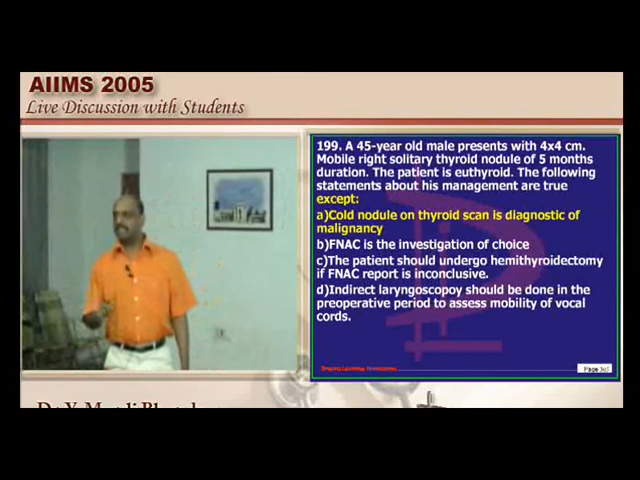 AIIMS 2005
Live Discussion with Students
199. A 45-year old male presents with 4x4 cm.
Mobile right solitary thyroid nodule of 5 months
duration. The patient is euthyroid. The following
statements about his management are true
except:
a)Cold nodule on thyroid scan is diagnostic of
malignancy
b)FNAC is the investigation of choice
c)The patient should undergo hemithyroidectomy
if FNAC report is inconclusive.
d)Indirect laryngoscopoy should be done in the
preoperative period to assess mobility of vocal
cords.
Page